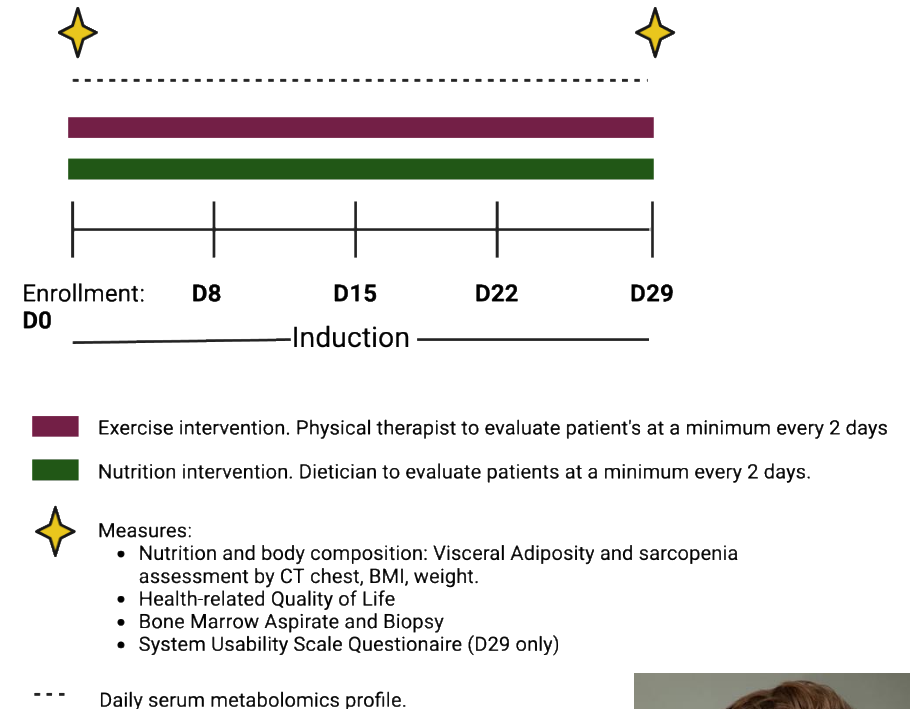 Enrollment:
D0
D8
D15
D22
D29
Induction
Exercise intervention. Physical therapist to evaluate patient's at a minimum every 2 days
Nutrition intervention. Dietician to evaluate patients at a minimum every 2 days.
Measures:
• Nutrition and body composition: Visceral Adiposity and sarcopenia
assessment by CT chest, BMI, weight.
• Health-related Quality of Life
• Bone Marrow Aspirate and Biopsy
• System Usability Scale Questionaire (D29 only)
Daily serum metabolomics profile.